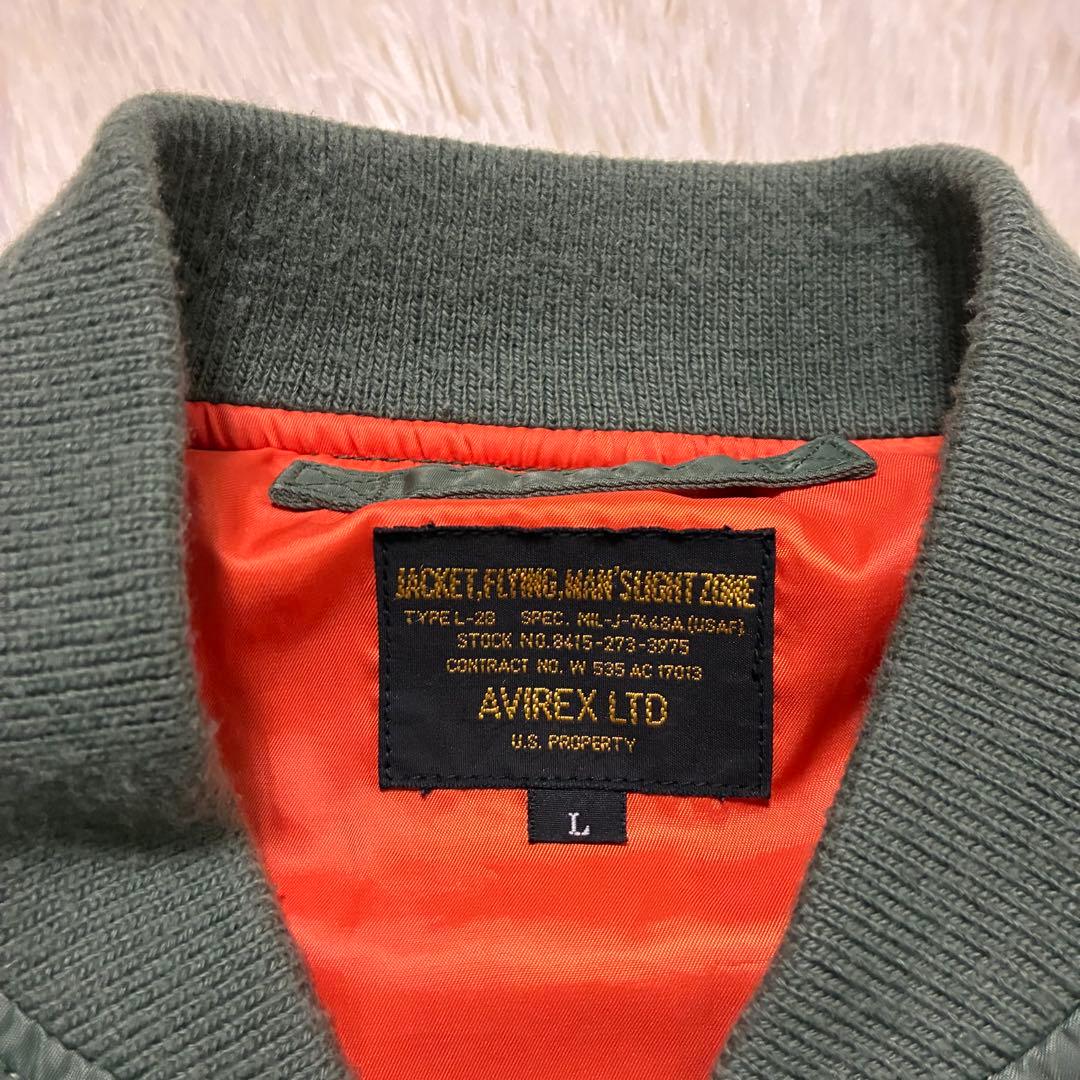 JACKET,FLYING,MAN'S LIGHT ZONE
TYPE L-2B SPEC. MIL-J-7448A(USAF)
STOCK NO.8415-273-3975
CONTRACT NO. W 535 AC 17013
AVIREX LTD
U.S. PROPERTY
L